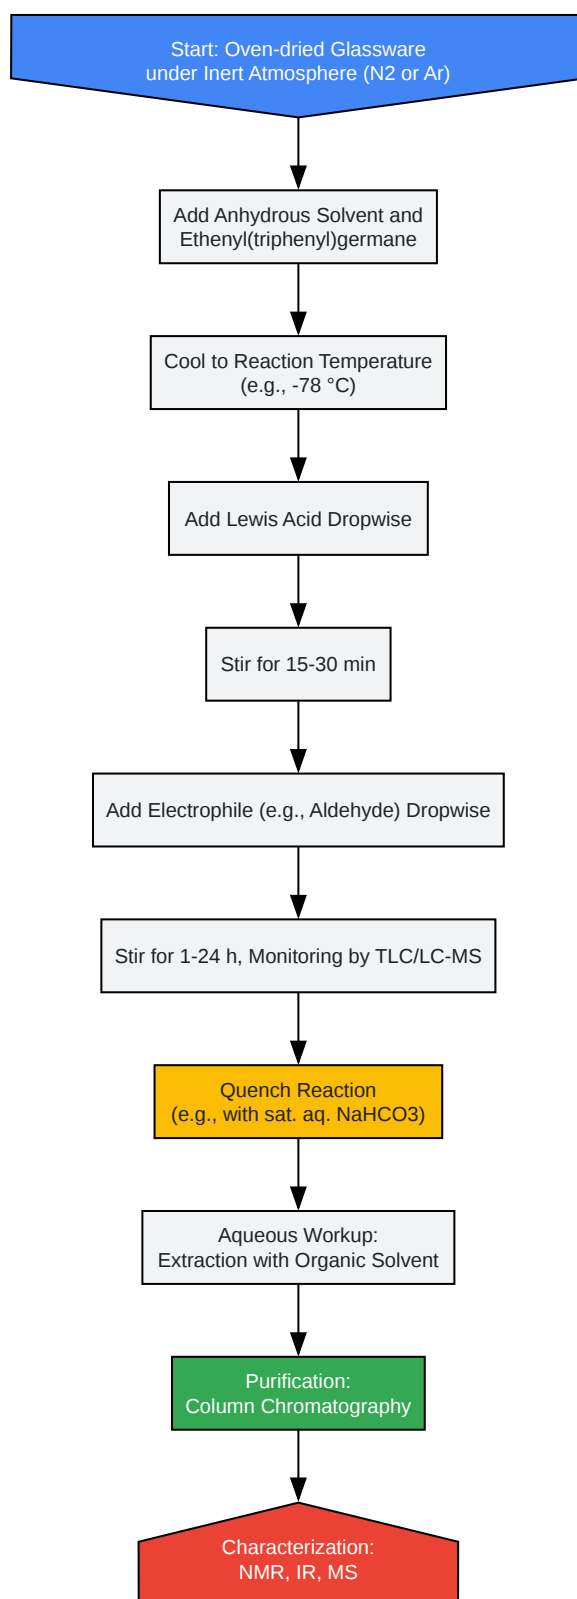 Start: Oven-dried Glassware
under Inert Atmosphere (N2 or Ar)
Add Anhydrous Solvent and
Ethenyl(triphenyl)germane
Cool to Reaction Temperature
(e.g., -78 °C)
Add Lewis Acid Dropwise
Stir for 15-30 min
Add Electrophile (e.g., Aldehyde) Dropwise
Stir for 1-24 h, Monitoring by TLC/LC-MS
Quench Reaction
(e.g., with sat. aq. NaHCO3)
Aqueous Workup:
Extraction with Organic Solvent
Purification:
Column Chromatography
Characterization:
NMR, IR, MS